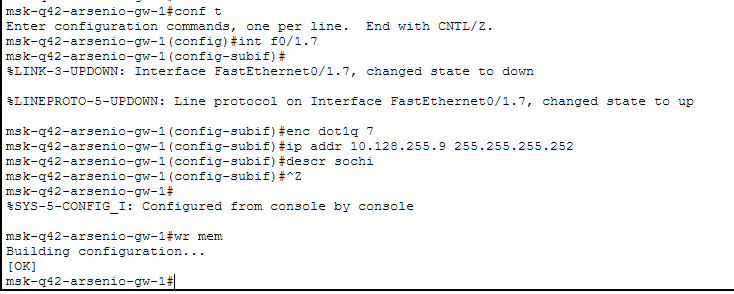 msk-q42-arsenio-gw-1#conf t
Enter configuration commands, one per line.  End with CNTL/Z.
msk-q42-arsenio-gw-1(config)#int f0/1.7
msk-q42-arsenio-gw-1(config-subif)#
%LINK-3-UPDOWN: Interface FastEthernet0/1.7, changed state to down
%LINEPROTO-5-UPDOWN: Line protocol on Interface FastEthernet0/1.7, changed state to up
msk-q42-arsenio-gw-1(config-subif)#enc dot1q 7
msk-q42-arsenio-gw-1(config-subif)#ip addr 10.128.255.9 255.255.255.252
msk-q42-arsenio-gw-1(config-subif)#descr sochi
msk-q42-arsenio-gw-1(config-subif)#^Z
msk-q42-arsenio-gw-1#
%SYS-5-CONFIG_I: Configured from console by console
msk-q42-arsenio-gw-1#wr mem
Building configuration...
[OK]
msk-q42-arsenio-gw-1#